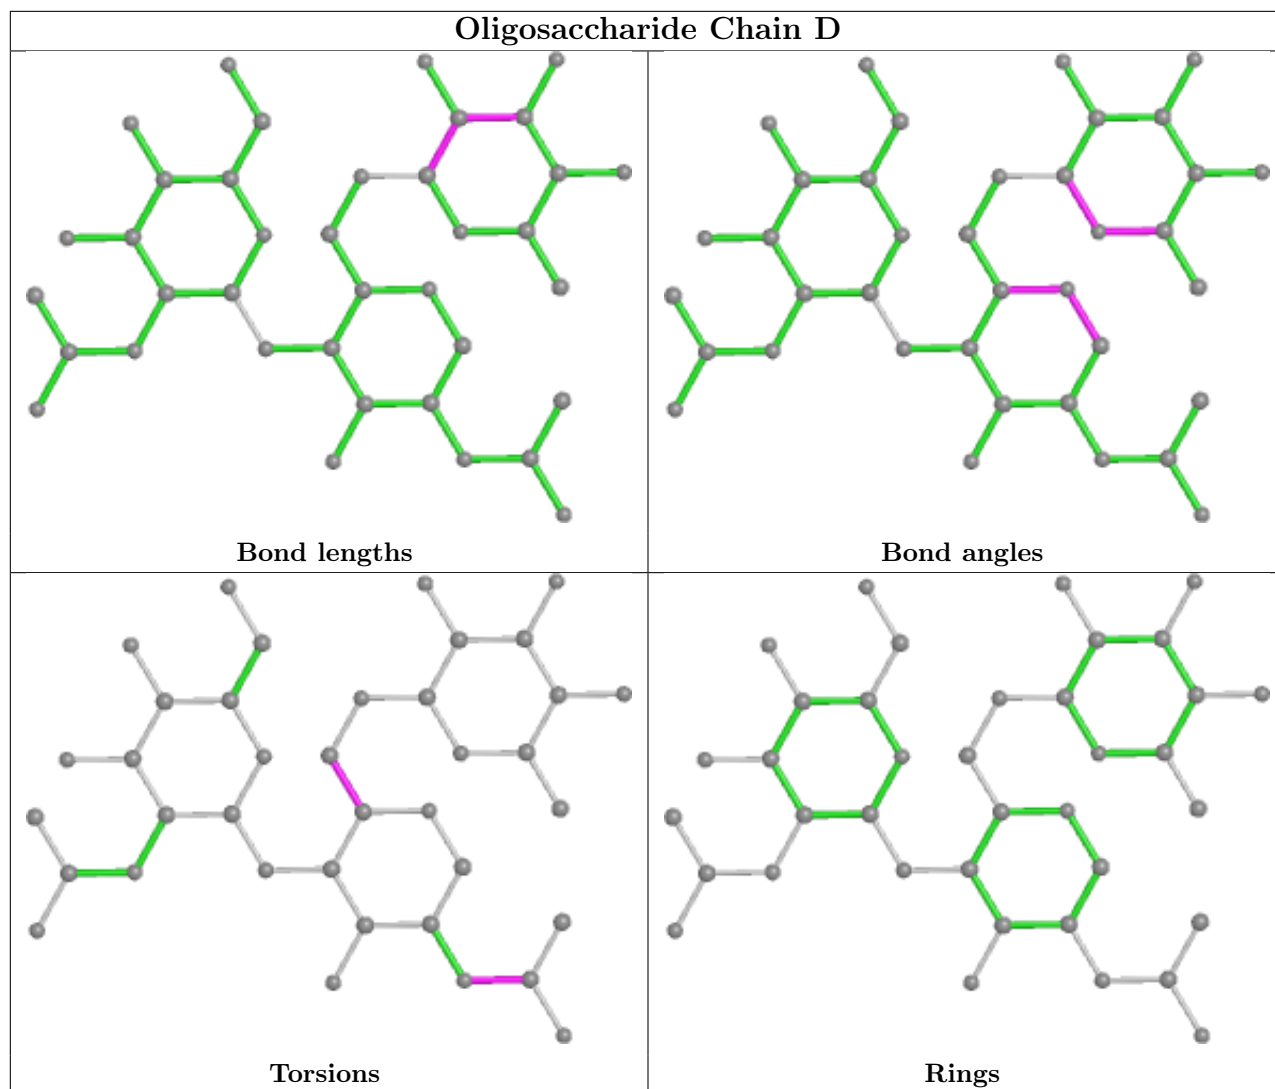 Oligosaccharide Chain D
Bond lengths
Bond angles
Torsions
Rings